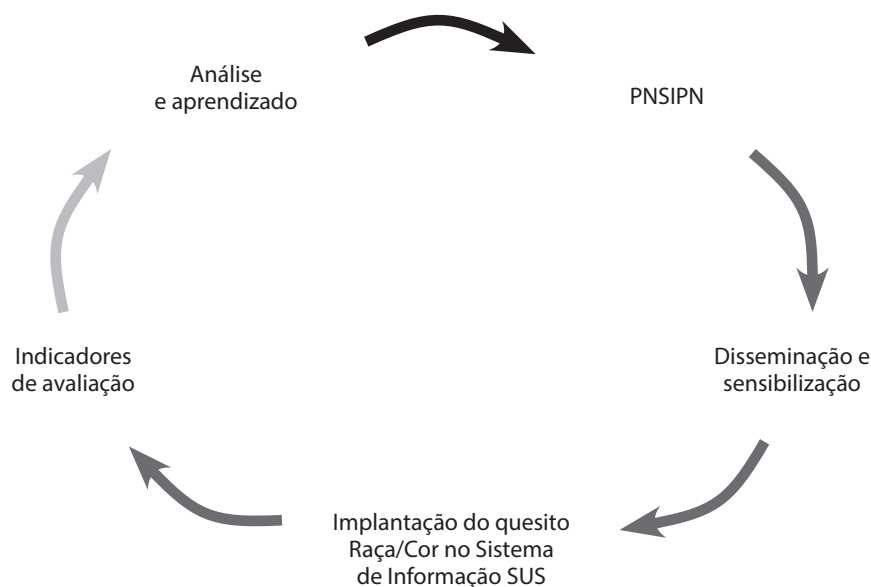 Análise
e aprendizado
PNSIPN
Disseminação e
sensibilização
Implantação do quesito
Raça/Cor no Sistema
de Informação SUS
Indicadores
de avaliação